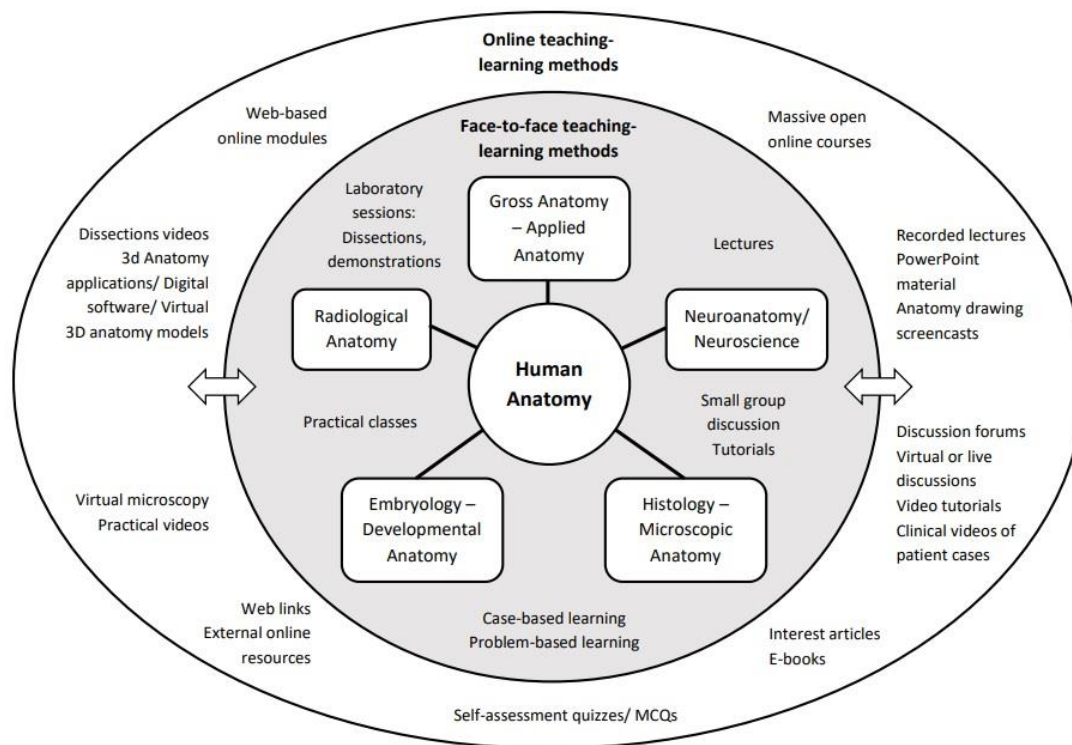 Online teaching-
learning methods
Web-based
online modules
Massive open
online courses
Face-to-face teaching-
learning methods
Laboratory
sessions:
Dissections,
demonstrations
Gross Anatomy
– Applied
Anatomy
Lectures
Dissections videos
3d Anatomy
applications/ Digital
software/ Virtual
3D anatomy models
Recorded lectures
PowerPoint
material
Anatomy drawing
screencasts
Radiological
Anatomy
Neuroanatomy/
Neuroscience
Human
Anatomy
Practical classes
Small group
discussion
Tutorials
Discussion forums
Virtual or live
discussions
Video tutorials
Clinical videos of
patient cases
Virtual microscopy
Practical videos
Embryology –
Developmental
Anatomy
Histology –
Microscopic
Anatomy
Web links
External online
resources
Case-based learning
Problem-based learning
Interest articles
E-books
Self-assessment quizzes/ MCQs